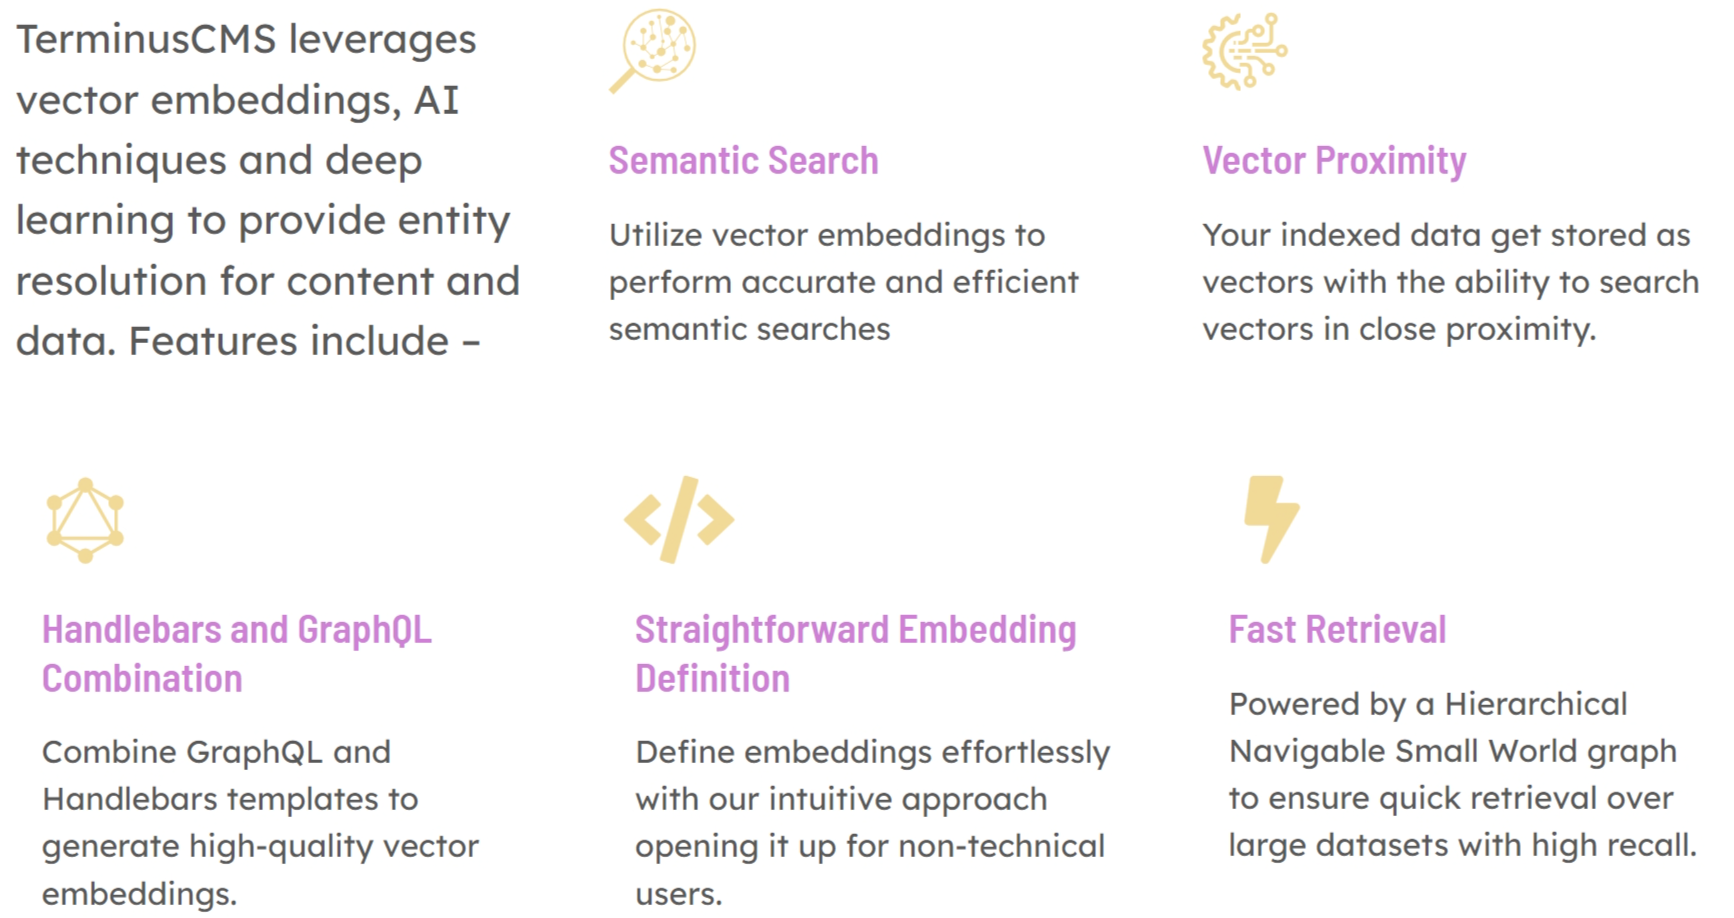 TerminusCMS leverages
vector embeddings, AI
techniques and deep
learning to provide entity
resolution for content and
data. Features include –
Semantic Search
Utilize vector embeddings to
perform accurate and efficient
semantic searches
Vector Proximity
Your indexed data get stored as
vectors with the ability to search
vectors in close proximity.
Handlebars and GraphQL
Combination
Combine GraphQL and
Handlebars templates to
generate high-quality vector
embeddings.
Straightforward Embedding
Definition
Define embeddings effortlessly
with our intuitive approach
opening it up for non-technical
users.
Fast Retrieval
Powered by a Hierarchical
Navigable Small World graph
to ensure quick retrieval over
large datasets with high recall.